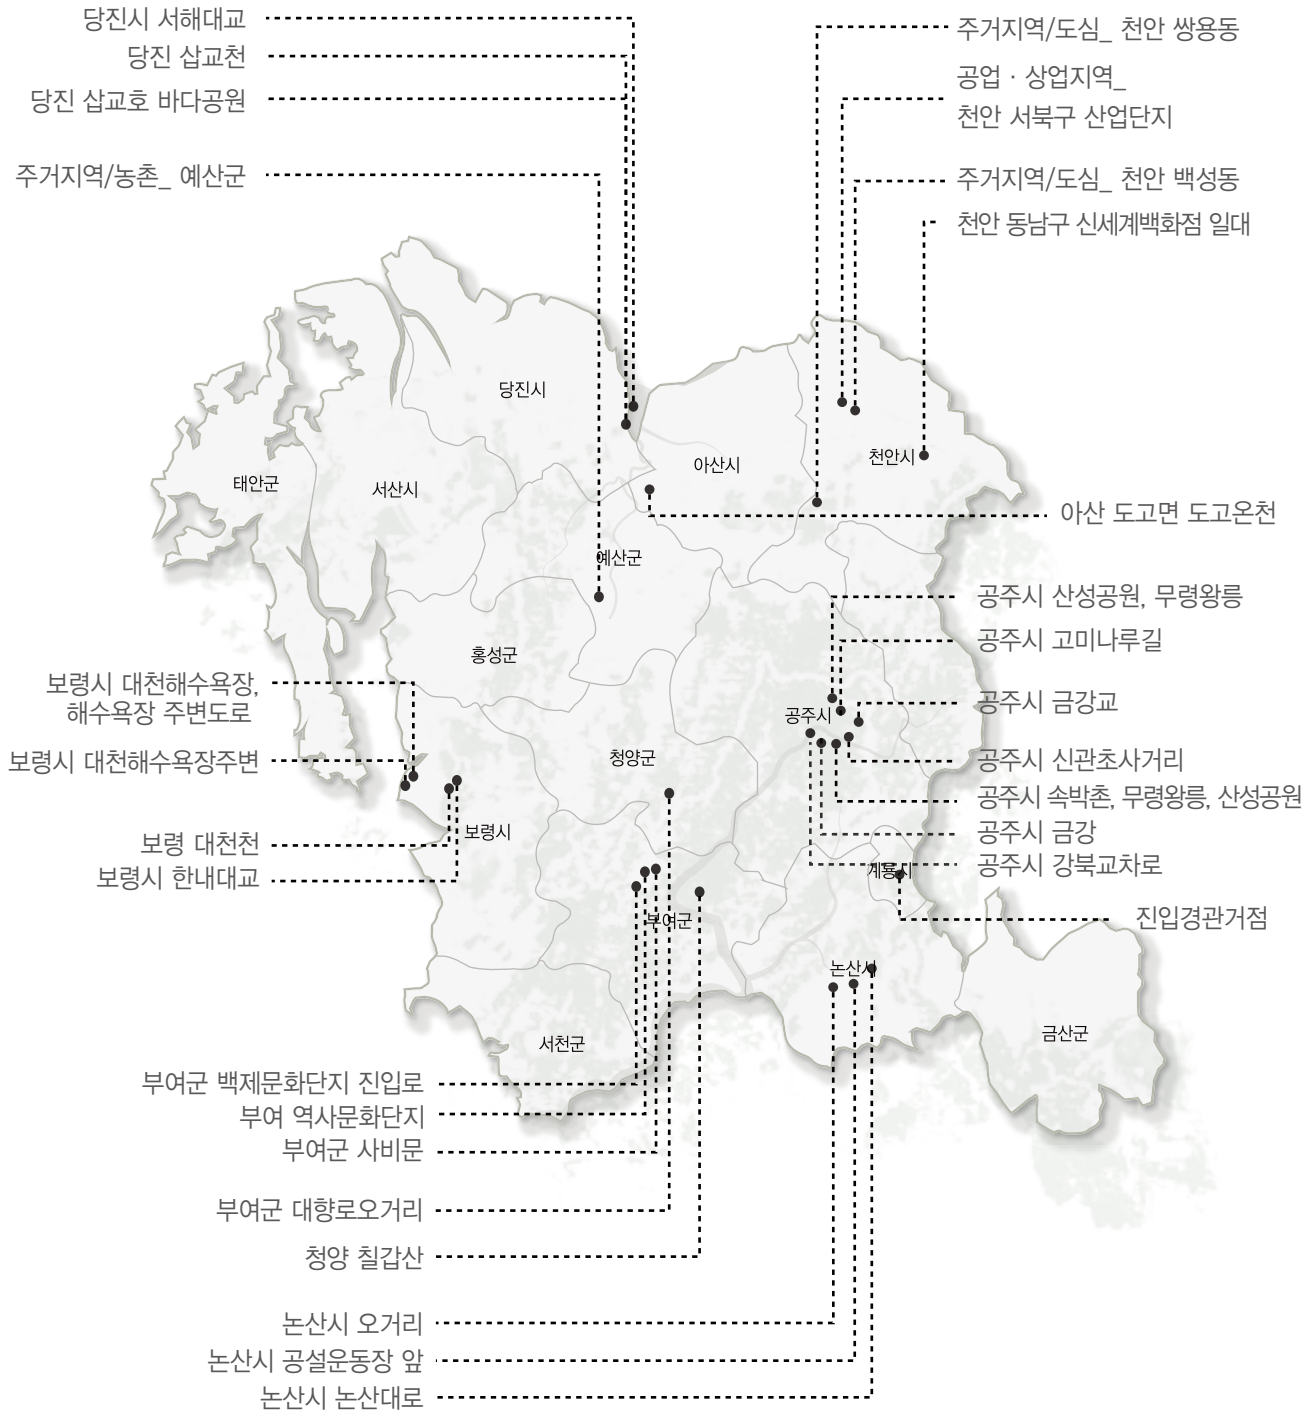 당진시 서해대교
당진 삽교천
당진 삽교호 바다공원
주거지역/농촌_ 예산군
주거지역/도심_ 천안 쌍용동
공업 · 상업지역_
천안 서북구 산업단지
주거지역/도심_ 천안 백성동
천안 동남구 신세계백화점 일대
당진시
아산시
천안시
태안군
서산시
아산 도고면 도고온천
예산군
공주시 산성공원, 무령왕릉
공주시 고미나루길
홍성군
보령시 대천해수욕장,
해수욕장 주변도로
공주시 금강교
공주시
청양군
보령시 대천해수욕장주변
공주시 신관초사거리
공주시 속박촌, 무령왕릉, 산성공원
보령시
공주시 금강
보령 대천천
공주시 강북교차로
계룡시
보령시 한내대교
부여군
진입경관거점
논산시
서천군
금산군
부여군 백제문화단지 진입로
부여 역사문화단지
부여군 사비문
부여군 대향로오거리
청양 칠갑산
논산시 오거리
논산시 공설운동장 앞
논산시 논산대로